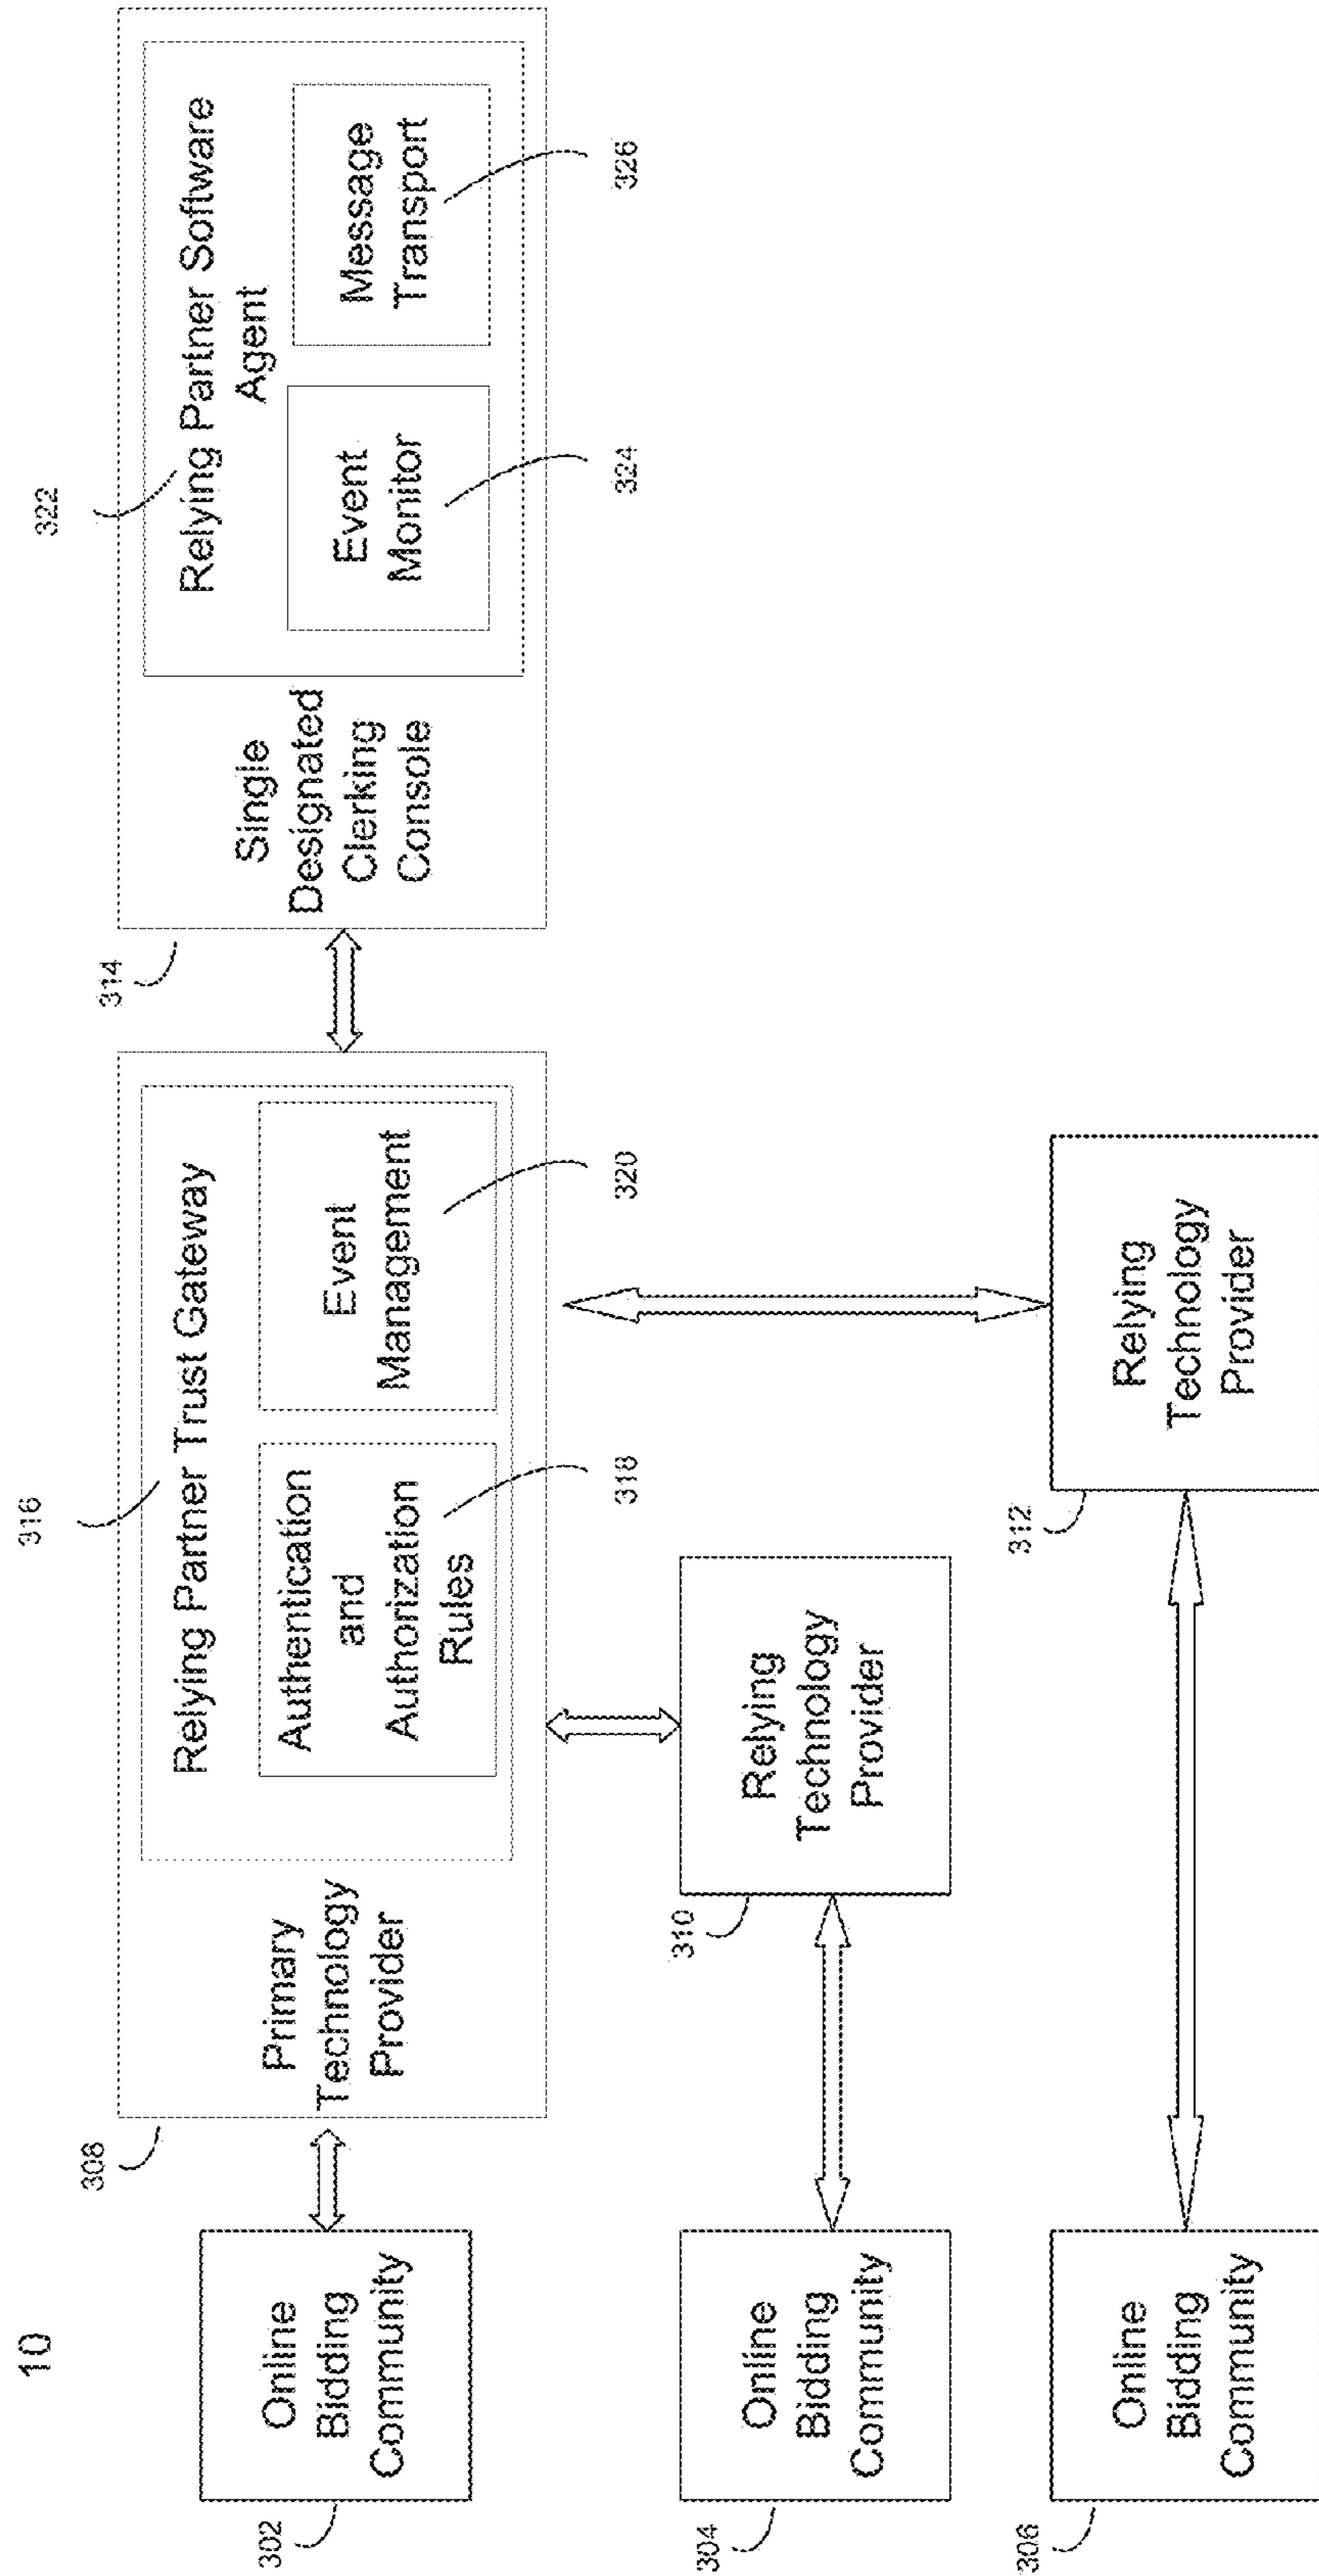 10
302
Online
Bidding
Community
308
Primary
Technology
Provider
316
Relying Partner Trust Gateway
Authentication
and
Authorization
Rules
318
Event
Management
320
314
Single
Designated
Clerking
Console
322
Relying Partner Software
Agent
Event
Monitor
324
Message
Transport
326
304
Online
Bidding
Community
310
Relying
Technology
Provider
306
Online
Bidding
Community
312
Relying
Technology
Provider